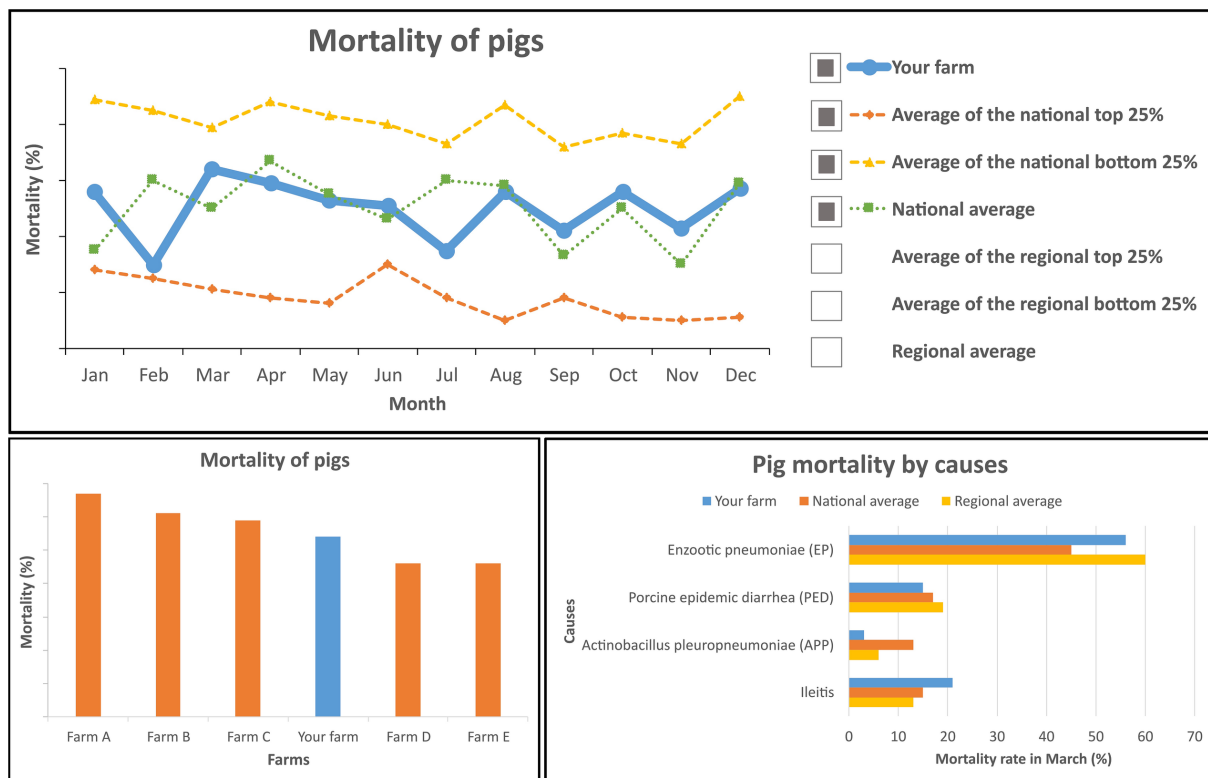 Mortality of pigs
Mortality (%)
Jan Feb Mar Apr May Jun Jul Aug Sep Oct Nov Dec
Month
Your farm
Average of the national top 25%
Average of the national bottom 25%
National average
Average of the regional top 25%
Average of the regional bottom 25%
Regional average
Mortality of pigs
Mortality (%)
Farm A Farm B Farm C Your farm Farm D Farm E
Farms
Pig mortality by causes
Your farm National average Regional average
Causes
Enzootic pneumoniae (EP)
Porcine epidemic diarrhea (PED)
Actinobacillus pleuropneumoniae (APP)
Ileitis
0 10 20 30 40 50 60 70
Mortality rate in March (%)